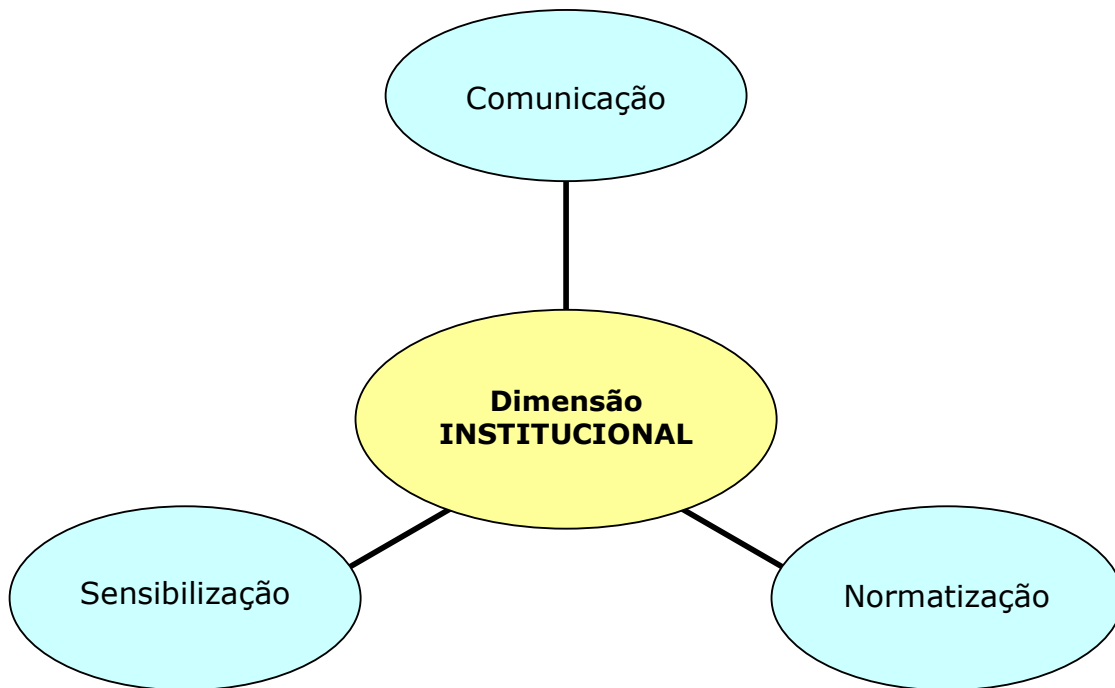 Comunicação
Dimensão
INSTITUCIONAL
Sensibilização
Normatização